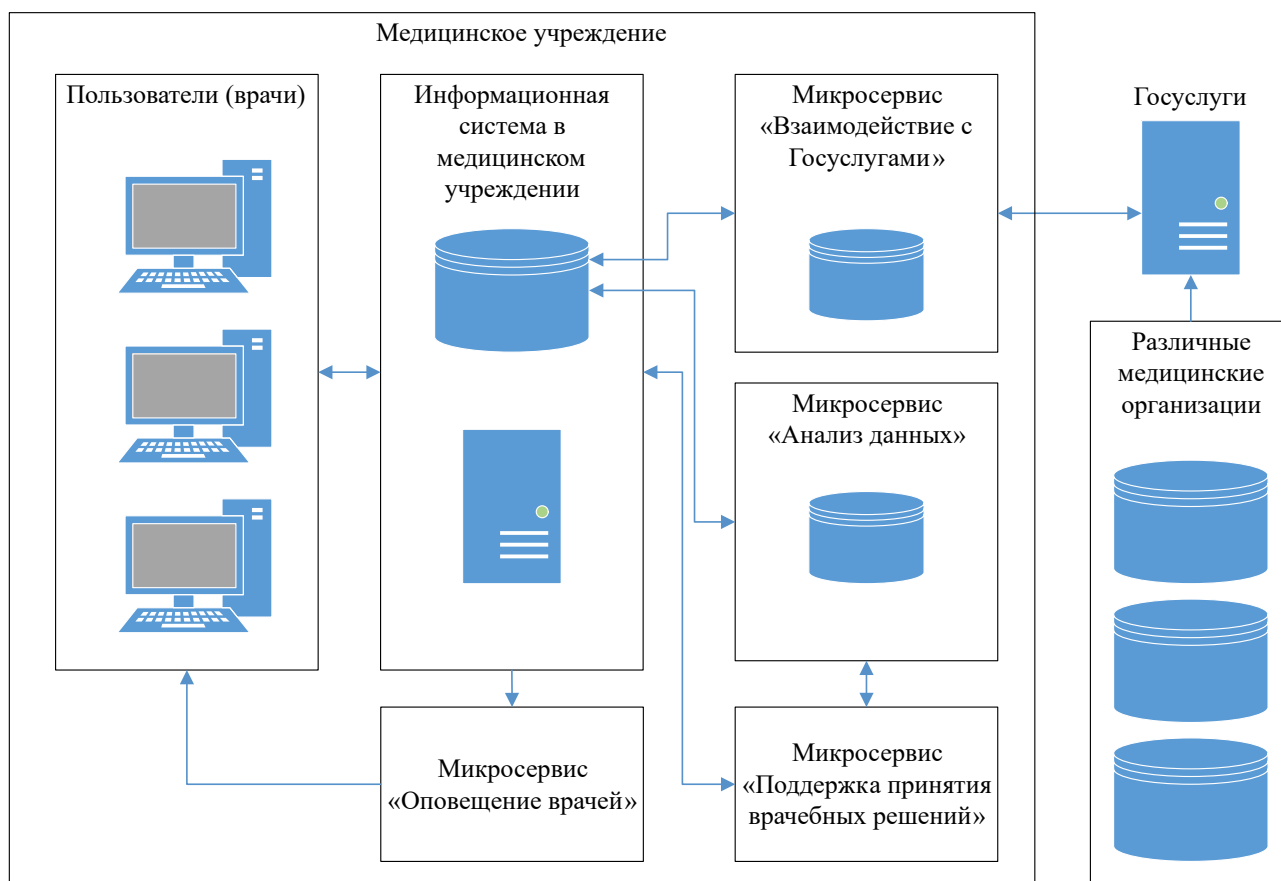 Медицинское учреждение
Пользователи (врачи)
Информационная
система в
медицинском
учреждении
Микросервис
«Взаимодействие с
Госуслугами»
Госуслуги
Различные
медицинские
организации
Микросервис
«Анализ данных»
Микросервис
«Оповещение врачей»
Микросервис
«Поддержка принятия
врачебных решений»